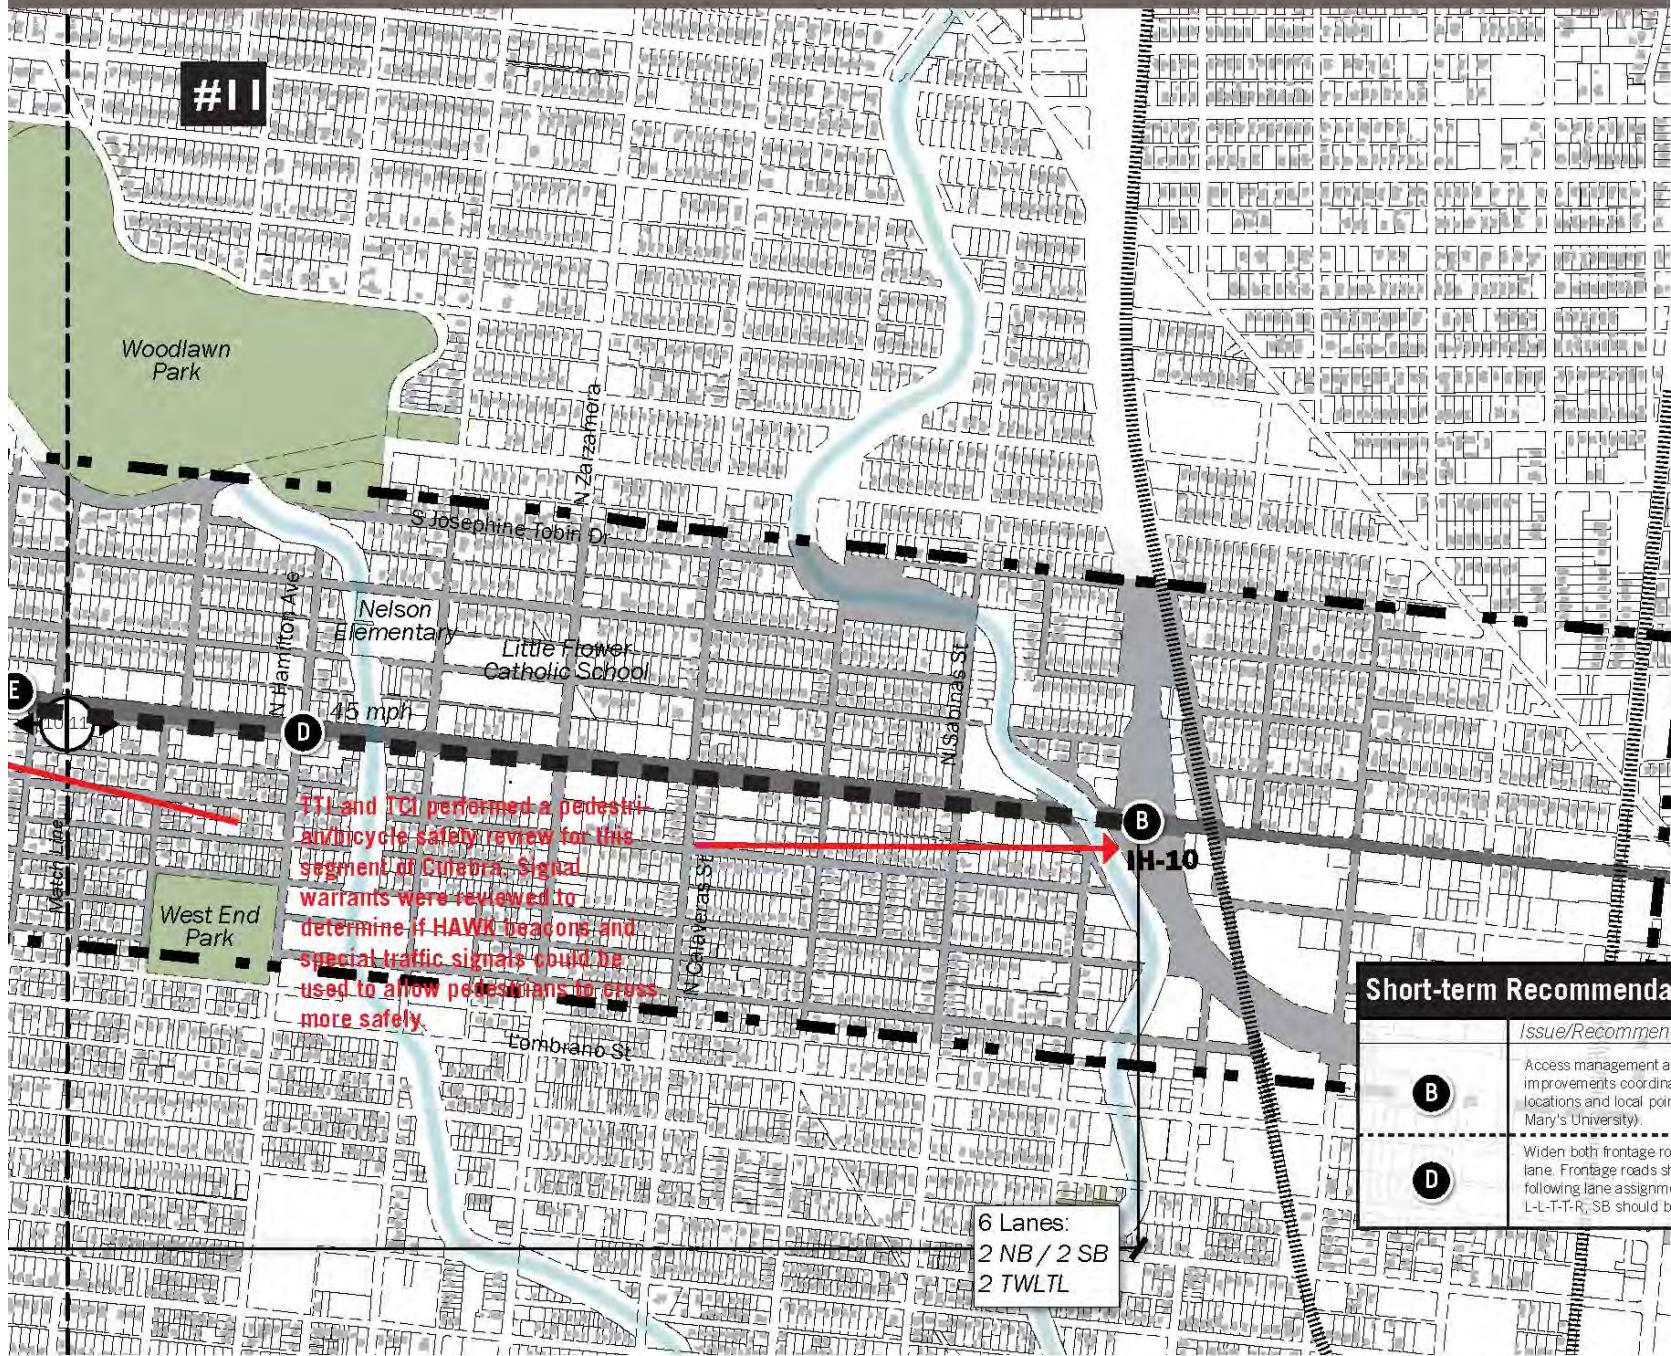 #11
Woodlawn
Park
N Zarzamora
S Josephine Tobin Dr
N Hamilton Ave
Nelson
Elementary
Little Flower
Catholic School
N Sabinas St
E
45 mph
D
B
IH-10
TTI and TCI performed a pedestri-
an/bicycle safety review for this
segment of Culebra. Signal
warrants were reviewed to
determine if HAWK beacons and
special traffic signals could be
used to allow pedestrians to cross
more safely.
Match Line
West End
Park
N Calaveras St
Lombrano St
6 Lanes:
2 NB / 2 SB
2 TWLTL
Short-term Recommenda
Issue/Recommen
B
Access management a
improvements coordina
locations and local poin
Mary's University).
D
Widen both frontage ro
lane. Frontage roads sh
following lane assignme
L-L-T-T-R, SB should b